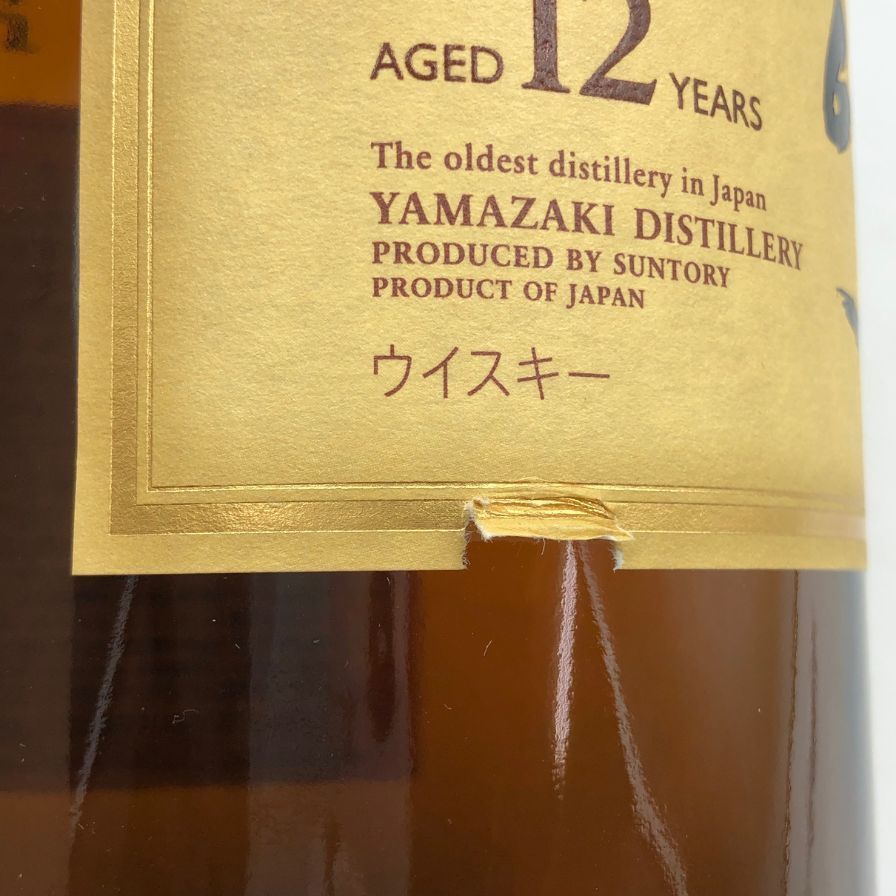 AGED 12 YEARS
The oldest distillery in Japan
YAMAZAKI DISTILLERY
PRODUCED BY SUNTORY
PRODUCT OF JAPAN
ウイスキー